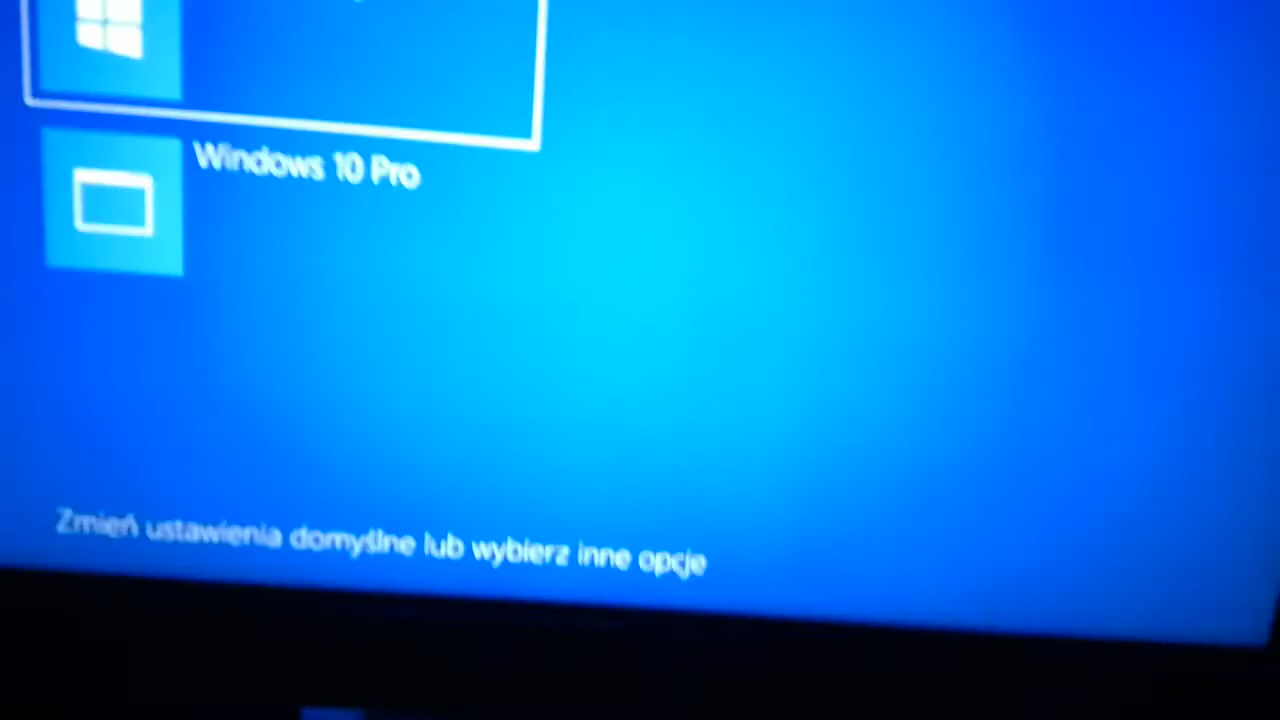 Windows 10 Pro
Zmień ustawienia domyślne lub wybierz inne opcje